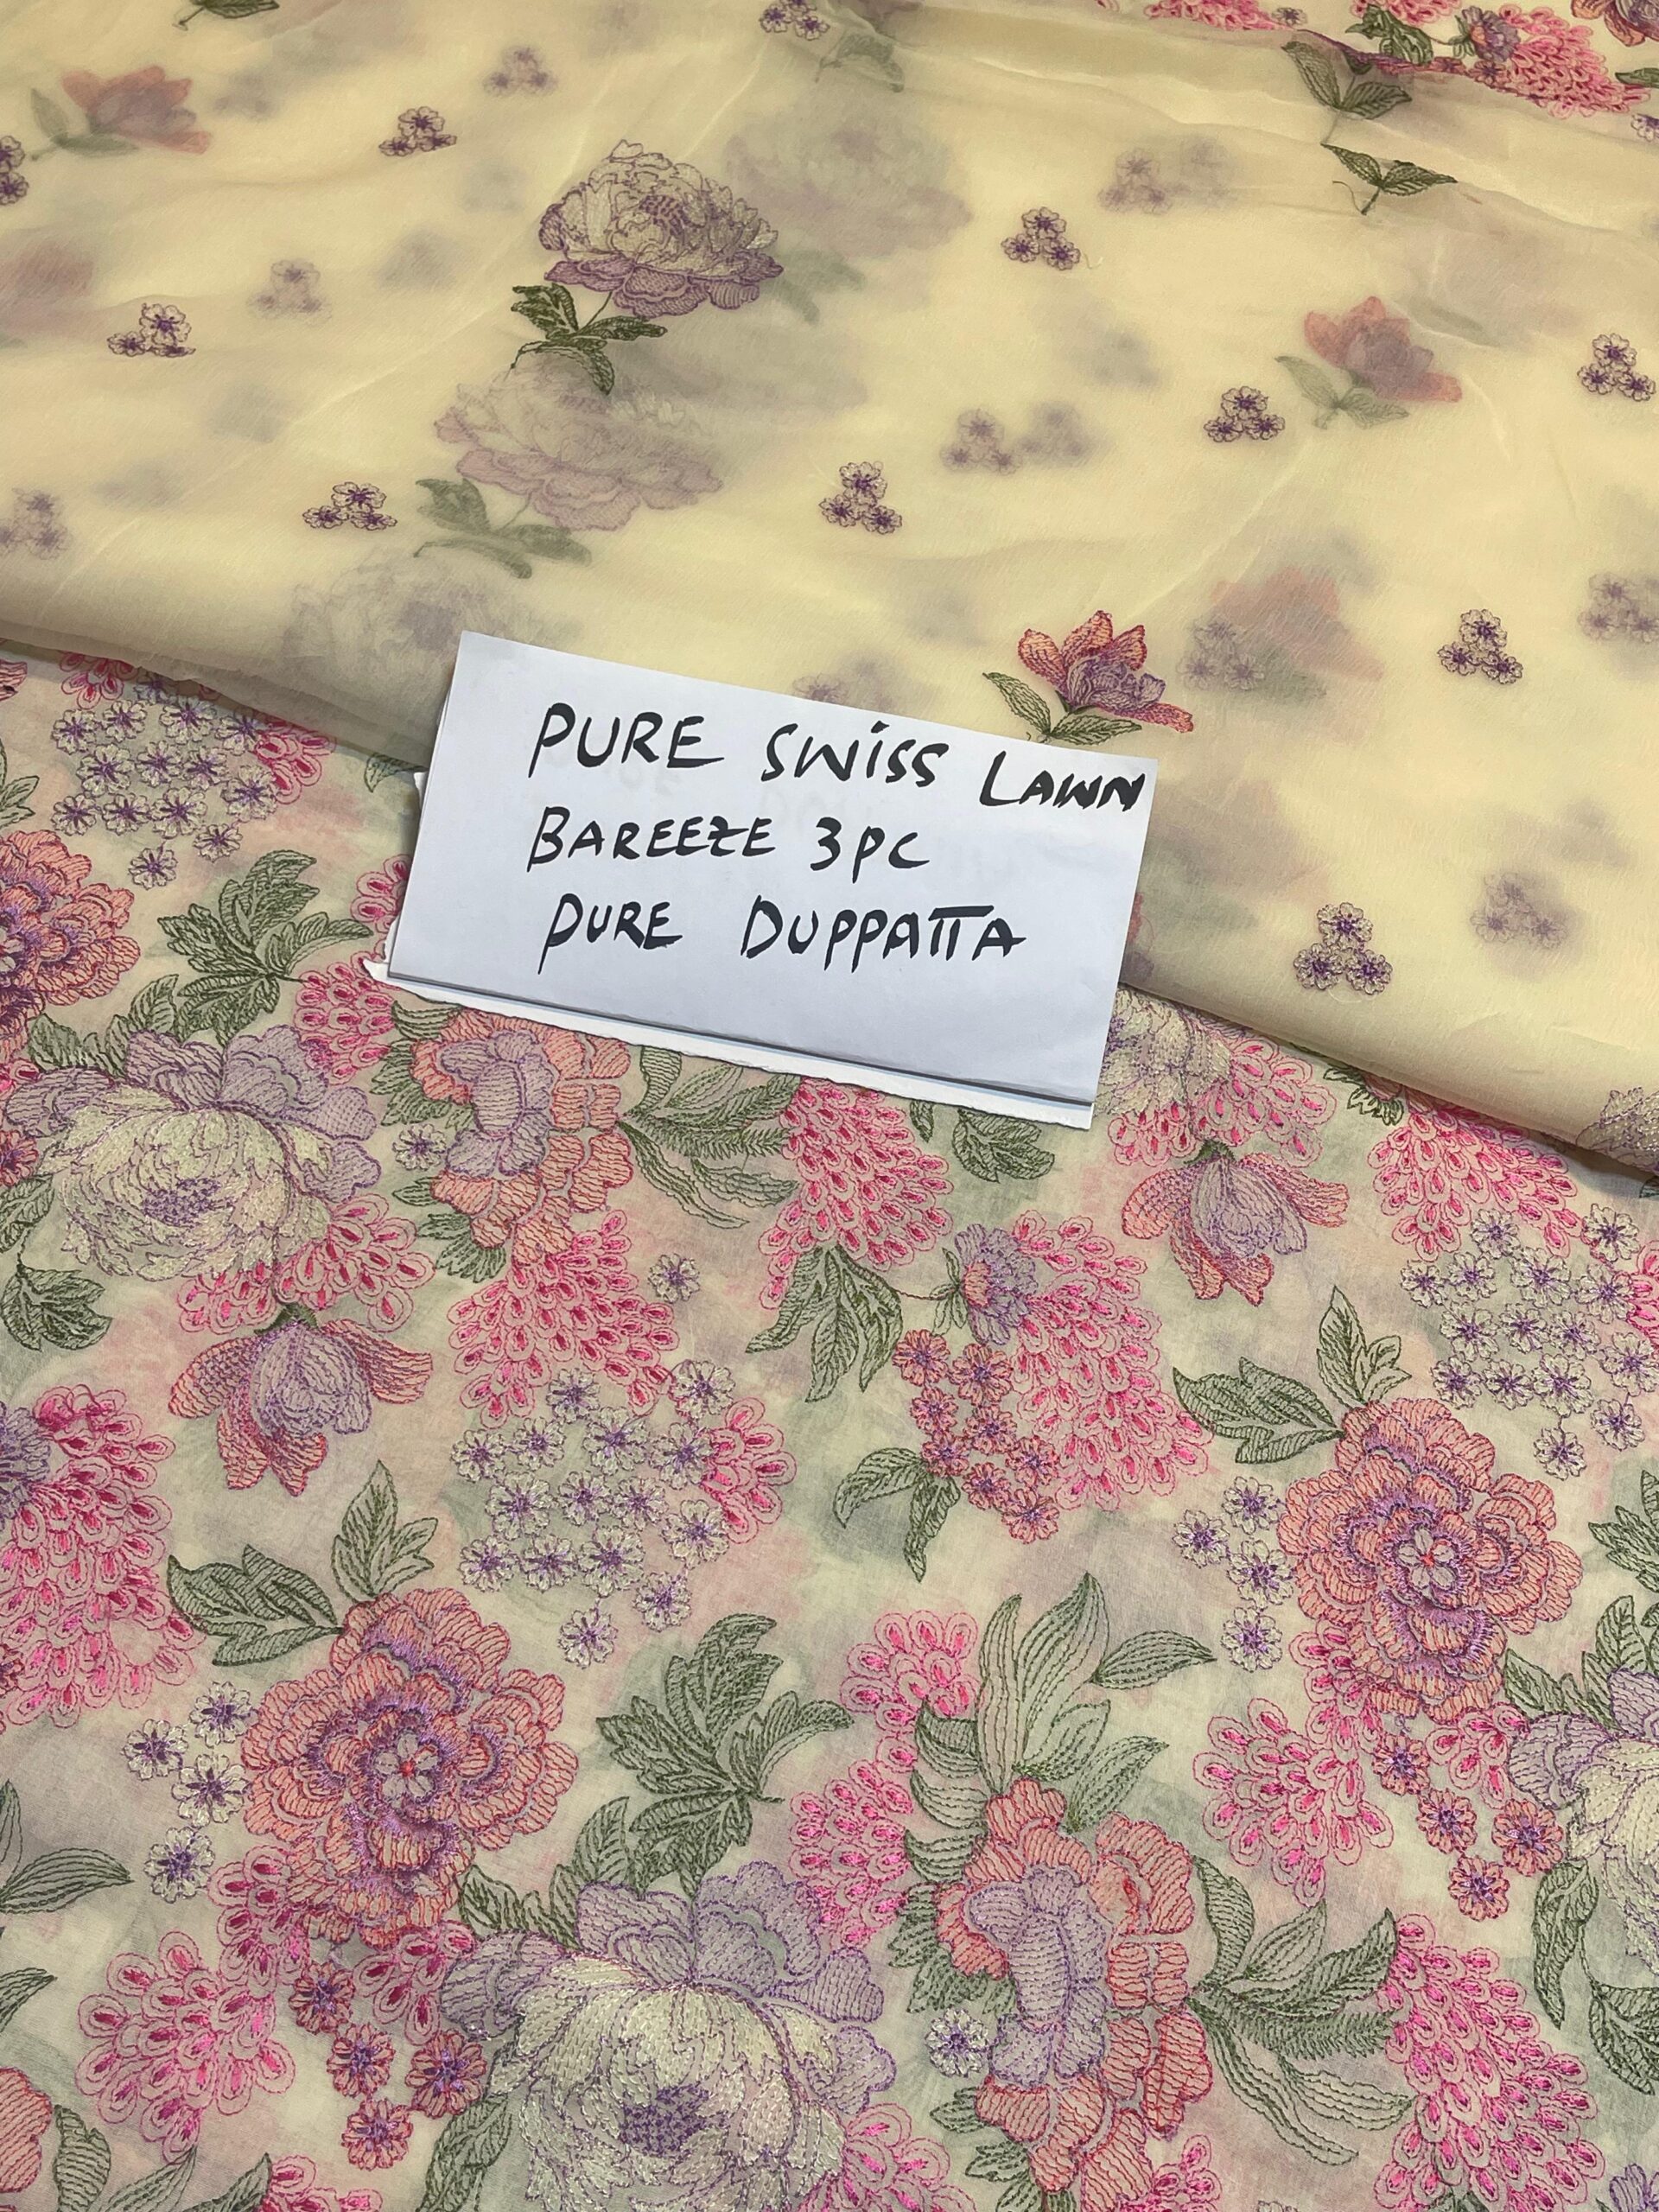 PURE SWiSS LAWN
BAREEZE 3PC
PURE DUPPATTA